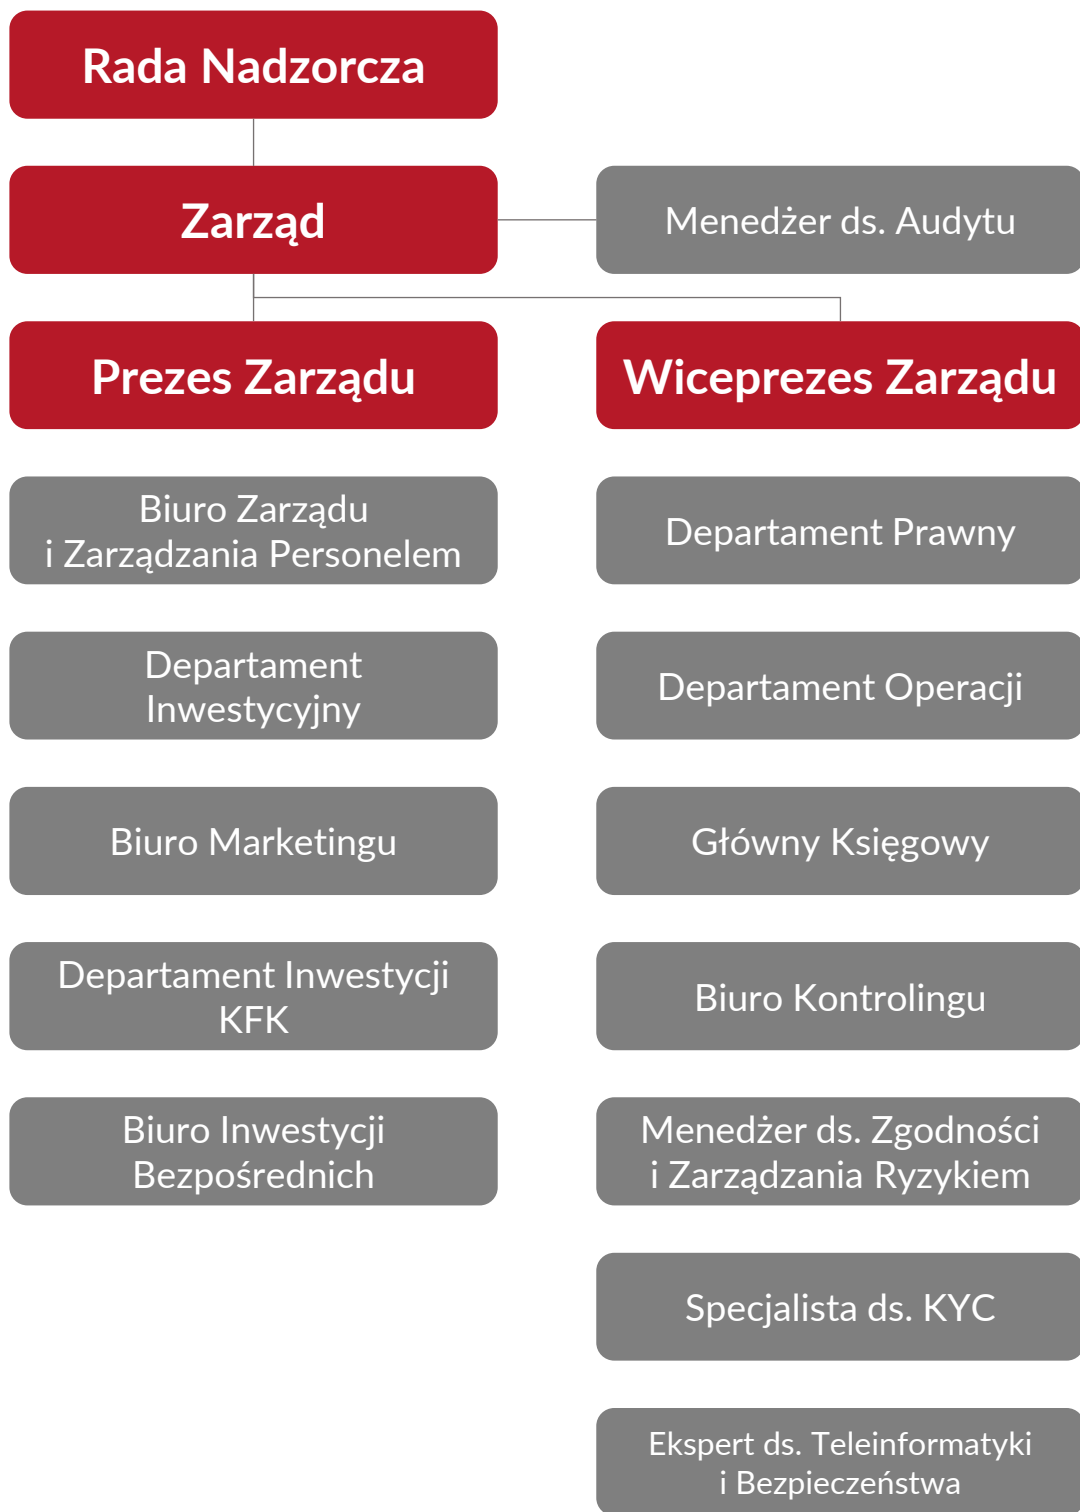 Rada Nadzorcza
Zarząd
Menedżer ds. Audytu
Prezes Zarządu
Wiceprezes Zarządu
Biuro Zarządu
i Zarządzania Personelem
Departament Prawny
Departament
Inwestycyjny
Departament Operacji
Biuro Marketingu
Główny Księgowy
Departament Inwestycji
KFK
Biuro Kontrolingu
Biuro Inwestycji
Bezpośrednich
Menedżer ds. Zgodności
i Zarządzania Ryzykiem
Specjalista ds. KYC
Ekspert ds. Teleinformatyki
i Bezpieczeństwa